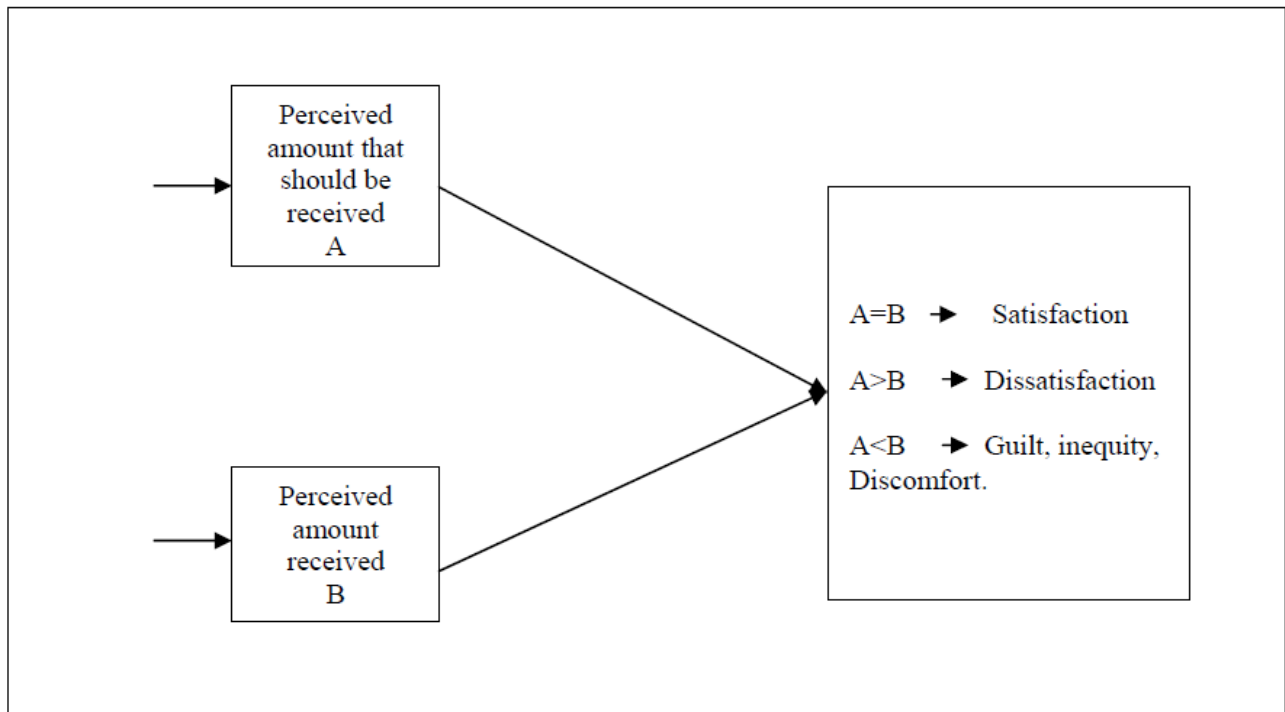 Perceived
amount that
should be
received
A
A=B → Satisfaction
A>B → Dissatisfaction
A<B → Guilt, inequity,
Discomfort.
Perceived
amount
received
B